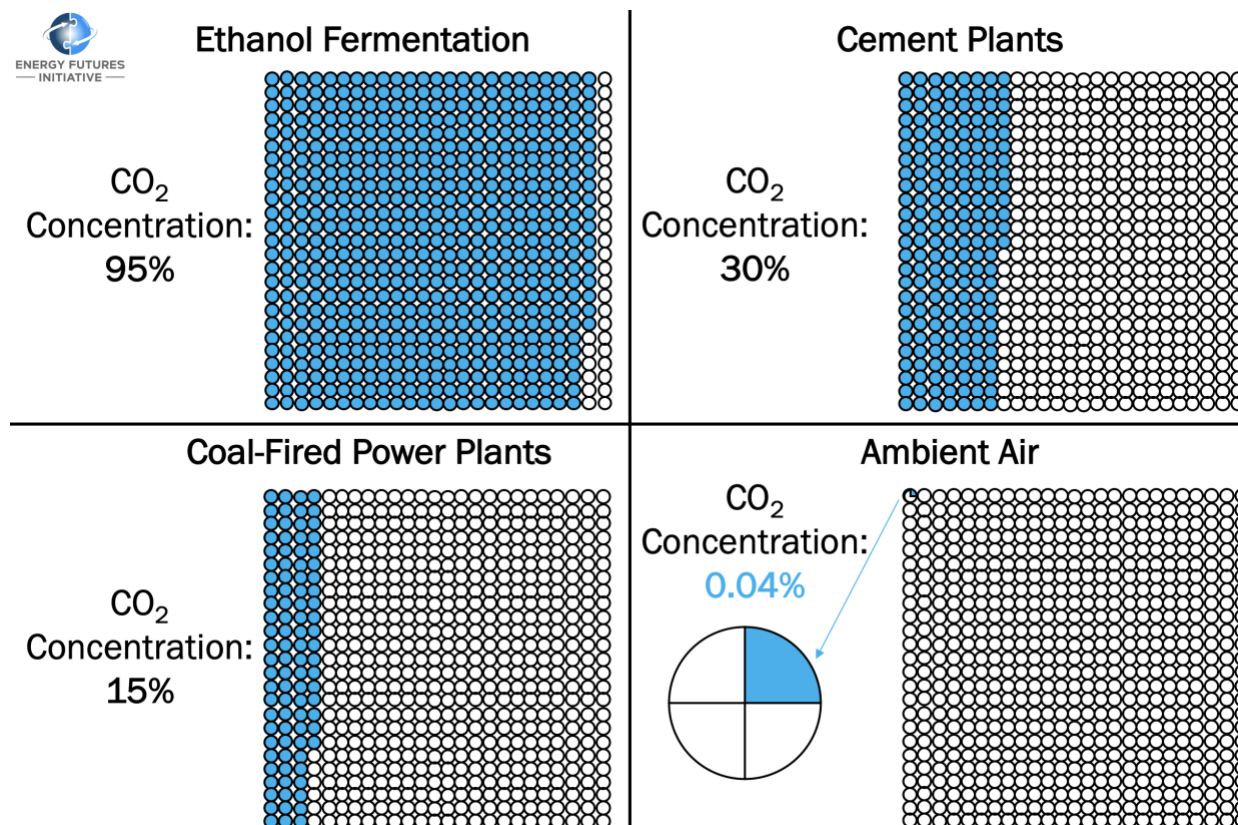 ENERGY FUTURES
INITIATIVE
Ethanol Fermentation
CO₂
Concentration:
95%
Cement Plants
CO₂
Concentration:
30%
Coal-Fired Power Plants
CO₂
Concentration:
15%
Ambient Air
CO₂
Concentration:
0.04%